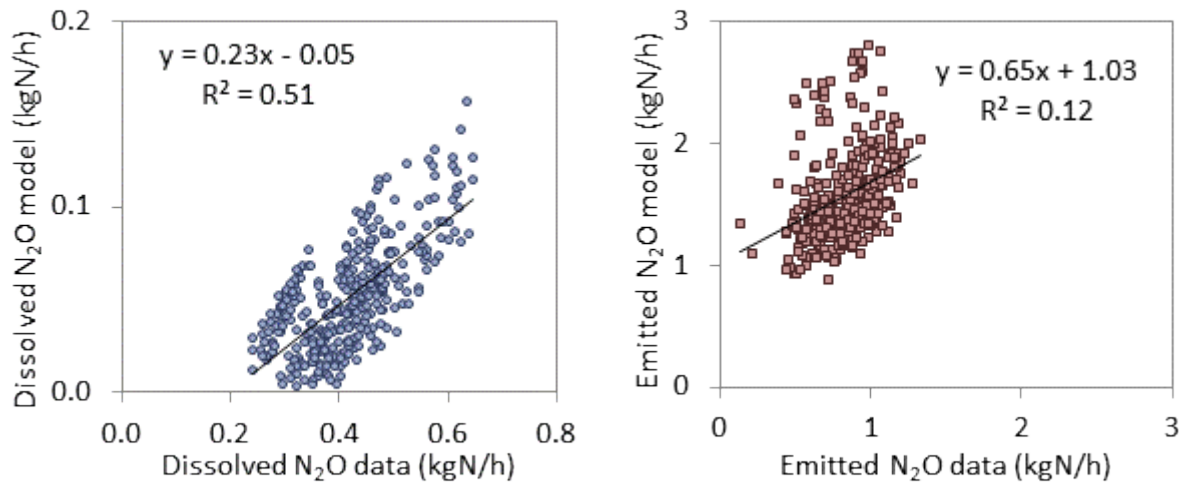 0.2
0.1
0.0
0.0
0.2
0.4
0.6
0.8
Dissolved N₂O model (kgN/h)
y = 0.23x - 0.05
R² = 0.51
Dissolved N₂O data (kgN/h)
3
2
1
0
0
1
2
3
Emitted N₂O model (kgN/h)
y = 0.65x + 1.03
R² = 0.12
Emitted N₂O data (kgN/h)